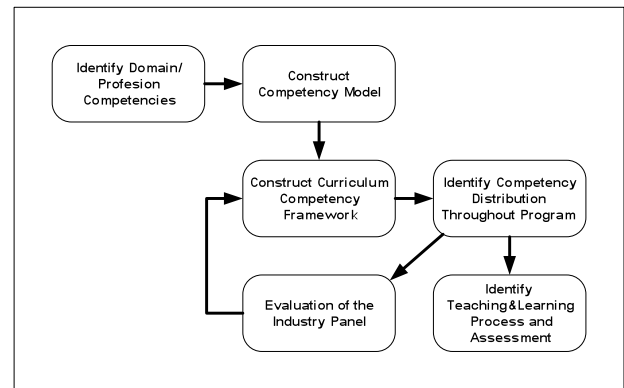 Identify Domain/
Profesion
Competencies
Construct
Competency Model
Construct Curriculum
Competency
Framework
Identify Competency
Distribution
Throughout Program
Evaluation of the
Industry Panel
Identify
Teaching&Learning
Process and
Assessment